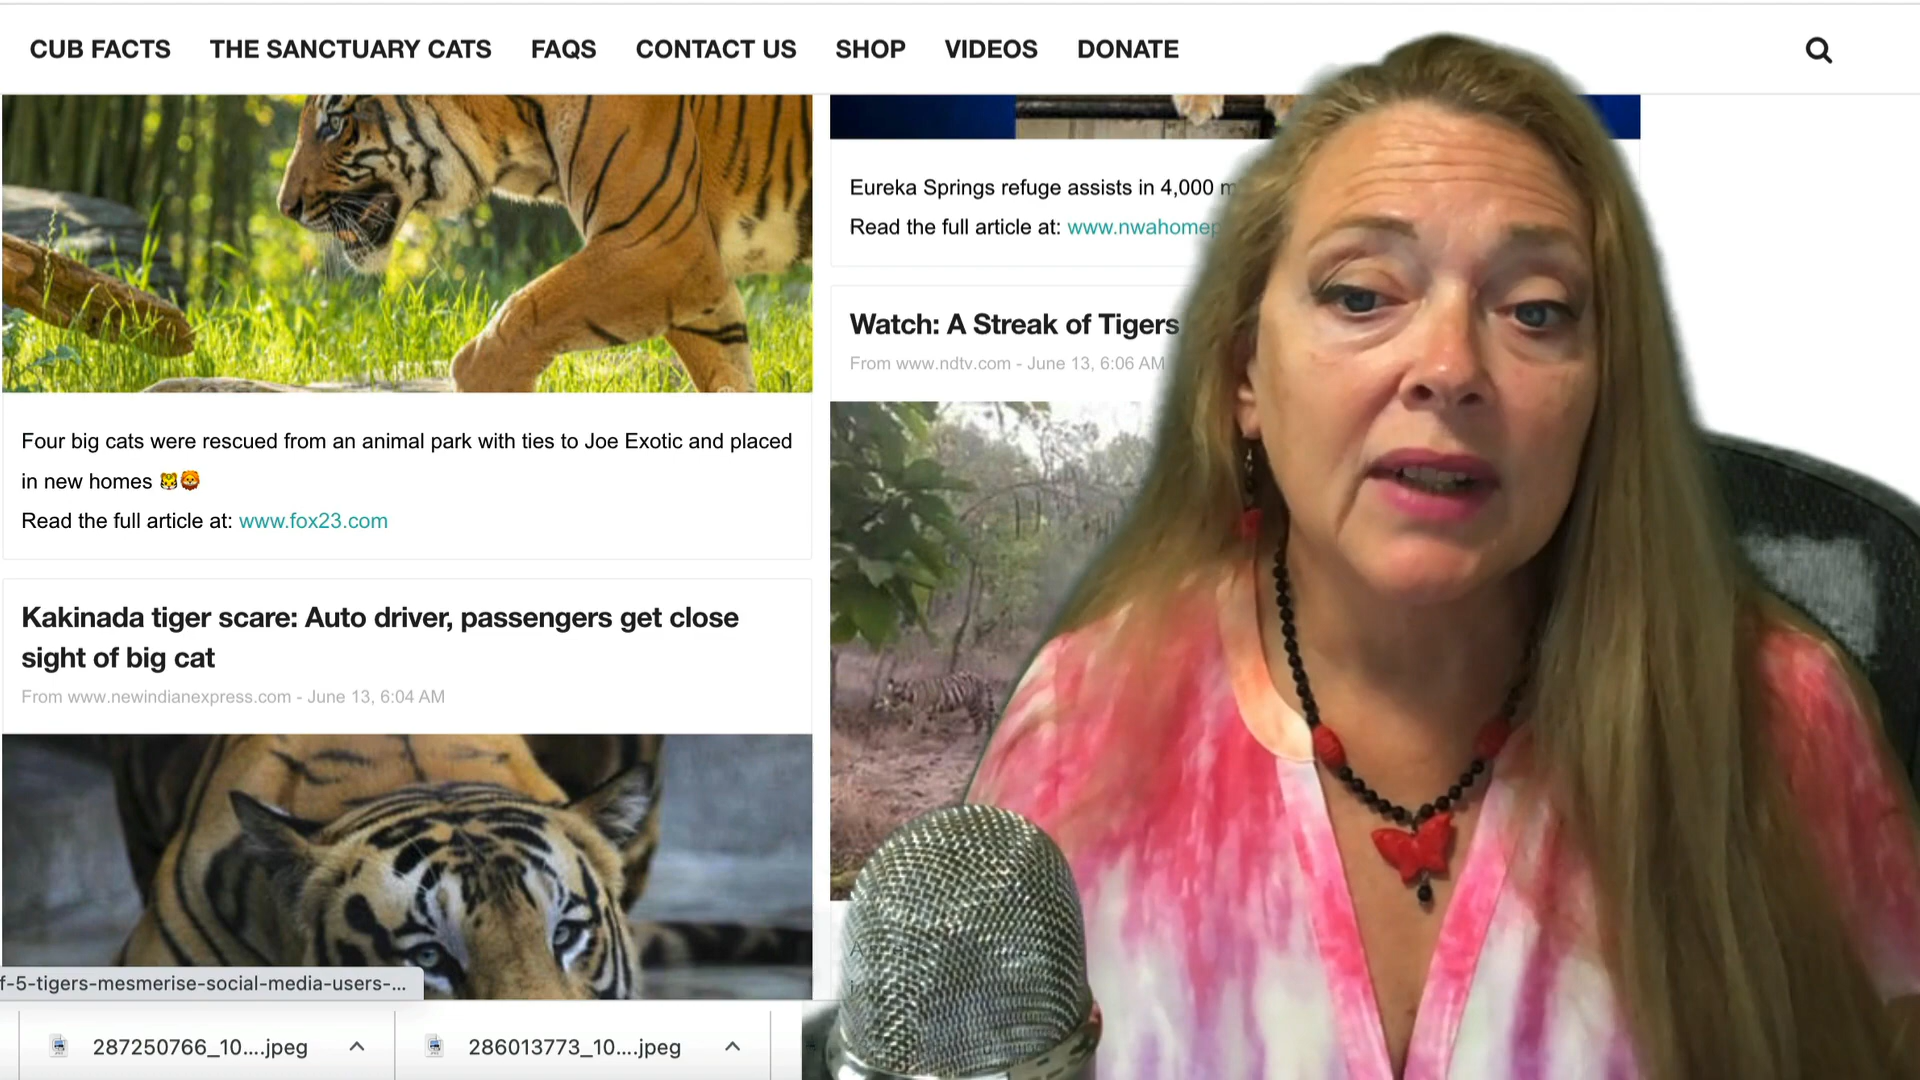 CUB FACTS THE SANCTUARY CATS FAQS CONTACT US SHOP VIDEOS DONATE
Four big cats were rescued from an animal park with ties to Joe Exotic and placed
in new homes 🐯🦁
Read the full article at: www.fox23.com
Kakinada tiger scare: Auto driver, passengers get close
sight of big cat
From www.newindianexpress.com - June 13, 6:04 AM
Eureka Springs refuge assists in 4,000
Read the full article at: www.nwahomep
Watch: A Streak of Tigers
From www.ndtv.com - June 13, 6:06 AM
f-5-tigers-mesmerise-social-media-users-...
287250766_10....jpeg
286013773_10....jpeg